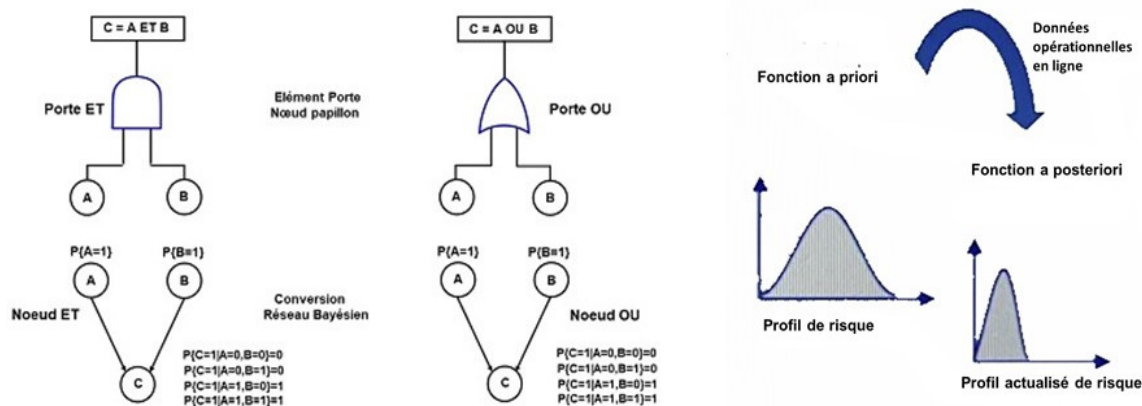 C = A ET B
Porte ET
A
B
Elément Porte
Nœud papillon
C = A OU B
Porte OU
A
B
P{A=1}
P{B=1}
A
B
Noeud ET
C
P{C=1|A=0,B=0}=0
P{C=1|A=0,B=1}=0
P{C=1|A=1,B=0}=1
P{C=1|A=1,B=1}=1
Conversion
Réseau Bayésien
P{A=1}
P{B=1}
A
B
Noeud OU
C
P{C=1|A=0,B=0}=0
P{C=1|A=0,B=1}=0
P{C=1|A=1,B=0}=1
P{C=1|A=1,B=1}=1
Fonction a priori
Données
opérationnelles
en ligne
Fonction a posteriori
Profil de risque
Profil actualisé de risque